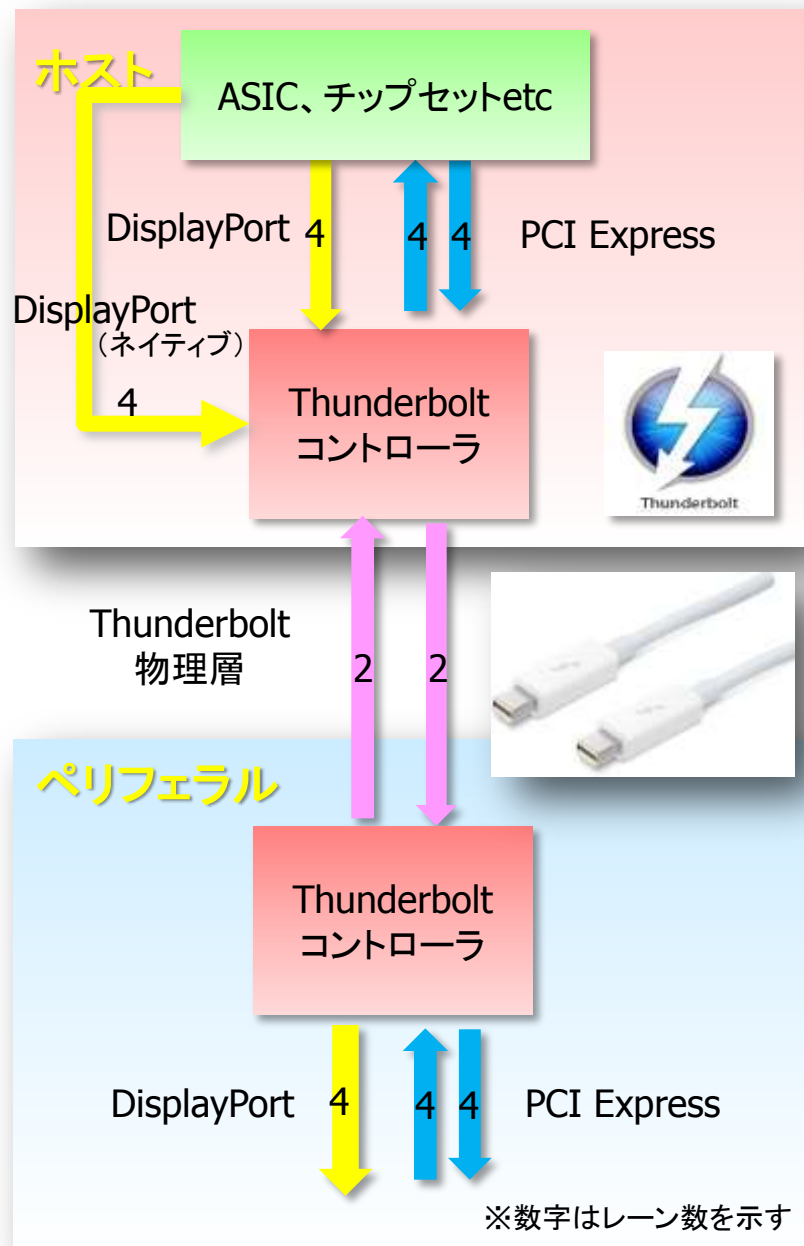 ホスト
ASIC、チップセットetc
DisplayPort 4
4 4
PCI Express
DisplayPort
(ネイティブ)
4
Thunderbolt
コントローラ
Thunderbolt
Thunderbolt
物理層
2
2
ペリフェラル
Thunderbolt
コントローラ
DisplayPort 4
4 4
PCI Express
※数字はレーン数を示す